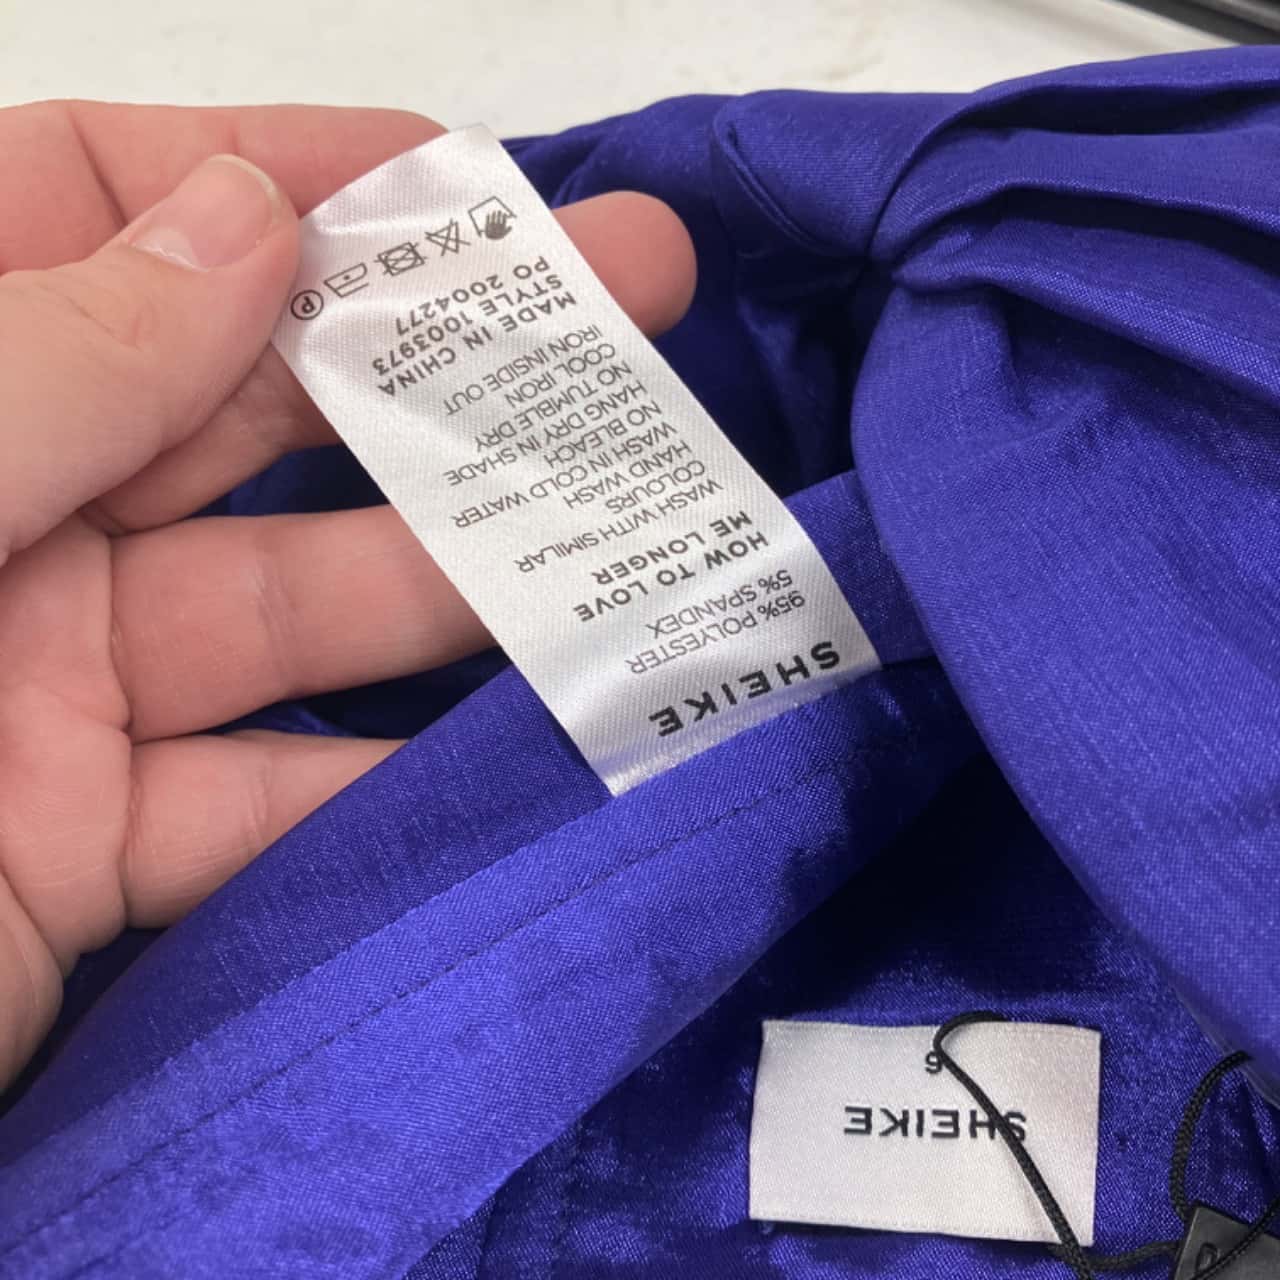 SHEIKE
95% POLYESTER
5% SPANDEX
HOW TO LOVE
ME LONGER
WASH WITH SIMILAR
COLOURS
HAND WASH
WASH IN COLD WATER
NO BLEACH
HANG DRY IN SHADE
NO TUMBLE DRY
COOL IRON
IRON INSIDE OUT
MADE IN CHINA
STYLE 1003973
PO 2004277
P
SHEIKE
6